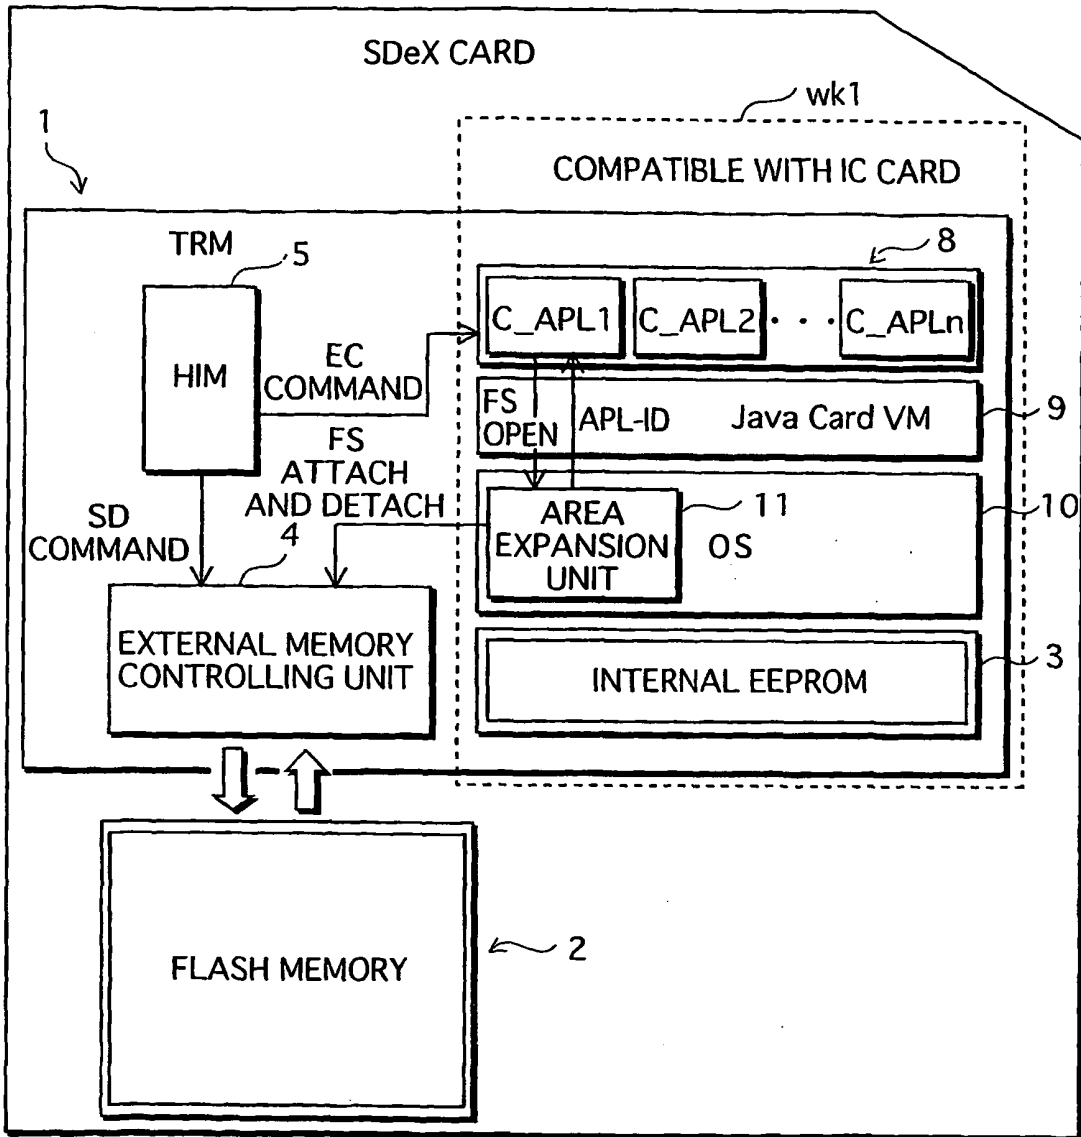 SDeX CARD
wk1
1
COMPATIBLE WITH IC CARD
TRM
5
8
HIM
C_APL1
C_APL2
· · ·
C_APLn
EC
COMMAND
FS
OPEN
APL-ID
Java Card VM
9
FS
ATTACH
AND DETACH
SD
COMMAND
4
AREA
EXPANSION
UNIT
11
OS
10
EXTERNAL MEMORY
CONTROLLING UNIT
INTERNAL EEPROM
3
FLASH MEMORY
2